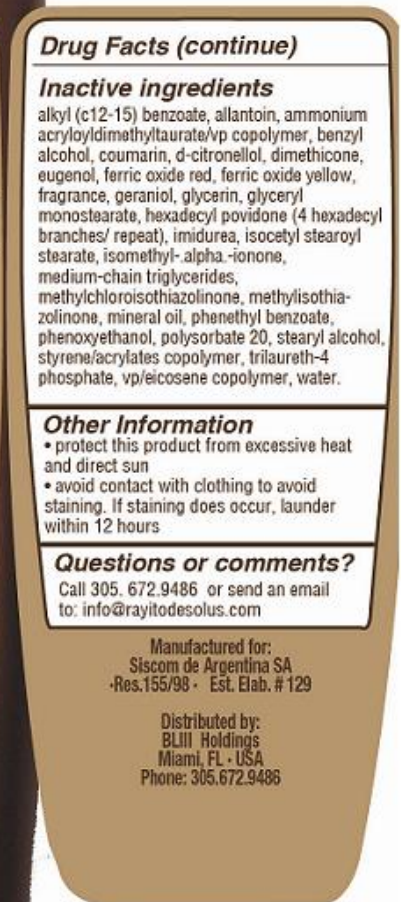 Drug Facts (continue)
Inactive ingredients
alkyl (c12-15) benzoate, allantoin, ammonium
acryloyldimethyltaurate/vp copolymer, benzyl
alcohol, coumarin, d-citronellol, dimethicone,
eugenol, ferric oxide red, ferric oxide yellow,
fragrance, geraniol, glycerin, glyceryl
monostearate, hexadecyl povidone (4 hexadecyl
branches/ repeat), imidurea, isocetyl stearoyl
stearate, isomethyl-.alpha.-ionone,
medium-chain triglycerides,
methylchloroisothiazolinone, methylisothia-
zolinone, mineral oil, phenethyl benzoate,
phenoxyethanol, polysorbate 20, stearyl alcohol,
styrene/acrylates copolymer, trilaureth-4
phosphate, vp/eicosene copolymer, water.
Other Information
• protect this product from excessive heat
and direct sun
• avoid contact with clothing to avoid
staining. If staining does occur, launder
within 12 hours
Questions or comments?
Call 305. 672.9486 or send an email
to: info@rayitodesolus.com
Manufactured for:
Siscom de Argentina SA
·Res.155/98 · Est. Elab. # 129
Distributed by:
BLIII Holdings
Miami, FL · USA
Phone: 305.672.9486